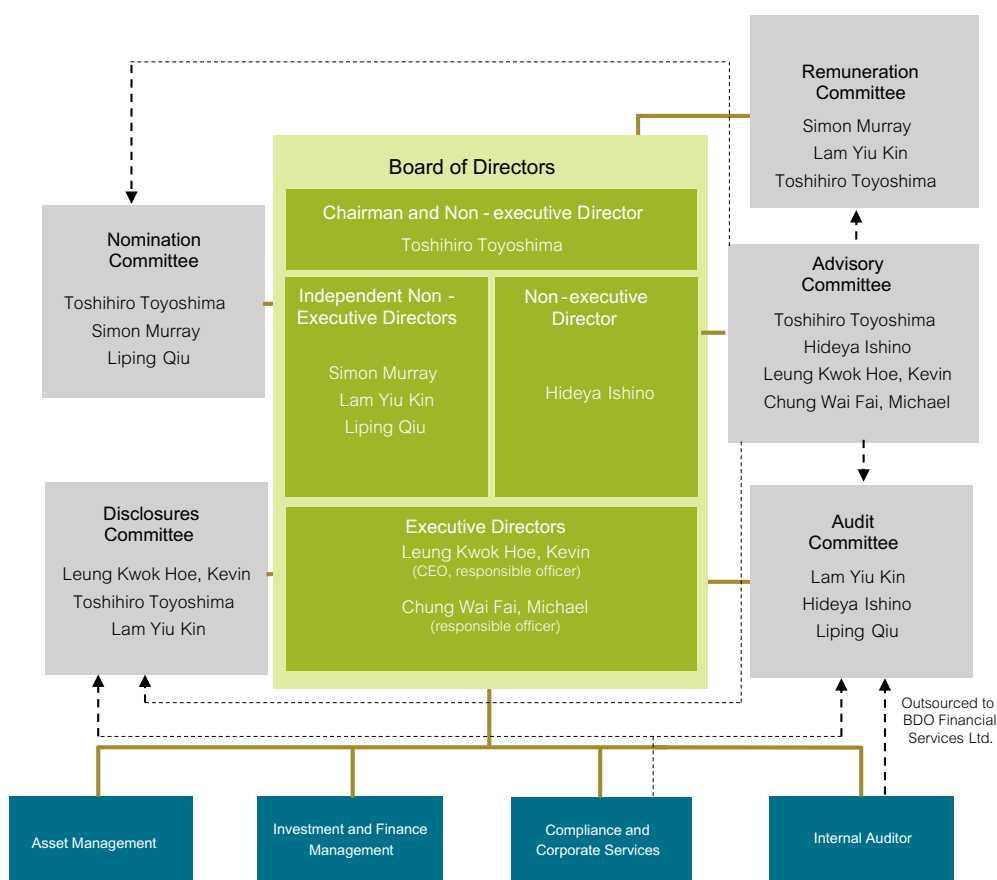 Remuneration
Committee
Simon Murray
Lam Yiu Kin
Toshihiro Toyoshima
Board of Directors
Chairman and Non - executive Director
Toshihiro Toyoshima
Nomination
Committee
Toshihiro Toyoshima
Simon Murray
Liping Qiu
Independent Non -
Executive Directors
Simon Murray
Lam Yiu Kin
Liping Qiu
Non - executive
Director
Hideya Ishino
Advisory
Committee
Toshihiro Toyoshima
Hideya Ishino
Leung Kwok Hoe, Kevin
Chung Wai Fai, Michael
Disclosures
Committee
Leung Kwok Hoe, Kevin
Toshihiro Toyoshima
Lam Yiu Kin
Executive Directors
Leung Kwok Hoe, Kevin
(CEO, responsible officer)
Chung Wai Fai, Michael
(responsible officer)
Audit
Committee
Lam Yiu Kin
Hideya Ishino
Liping Qiu
Outsourced to
BDO Financial
Services Ltd.
Asset Management
Investment and Finance
Management
Compliance and
Corporate Services
Internal Auditor